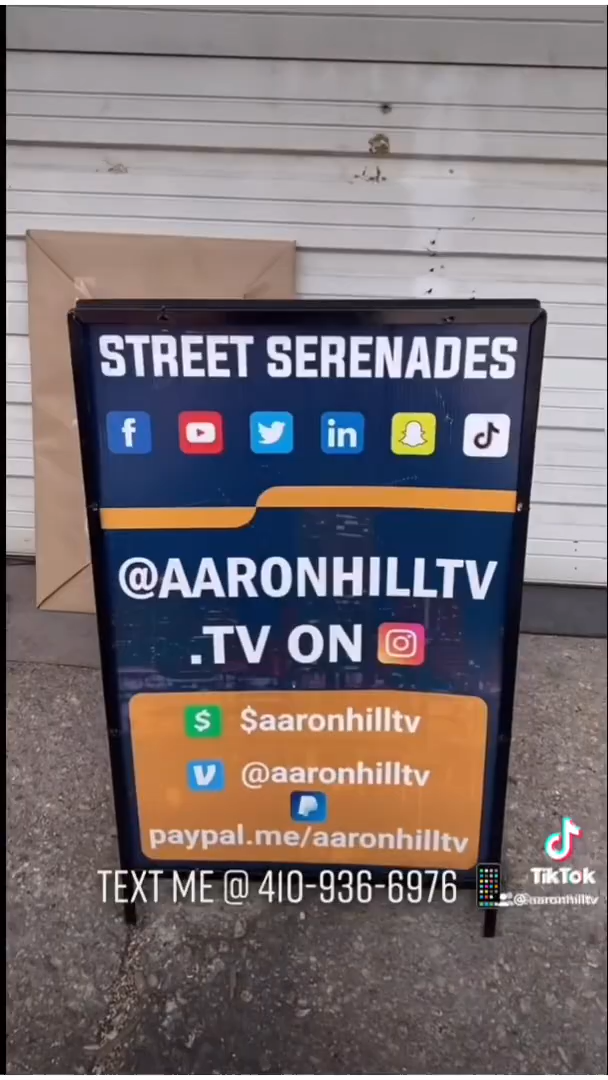 STREET SERENADES
@AARONHILLTV
.TV ON
$aaronhilltv
@aaronhilltv
paypal.me/aaronhilltv
TEXT ME @ 410-936-6976
TikTok
@aaronhilltv